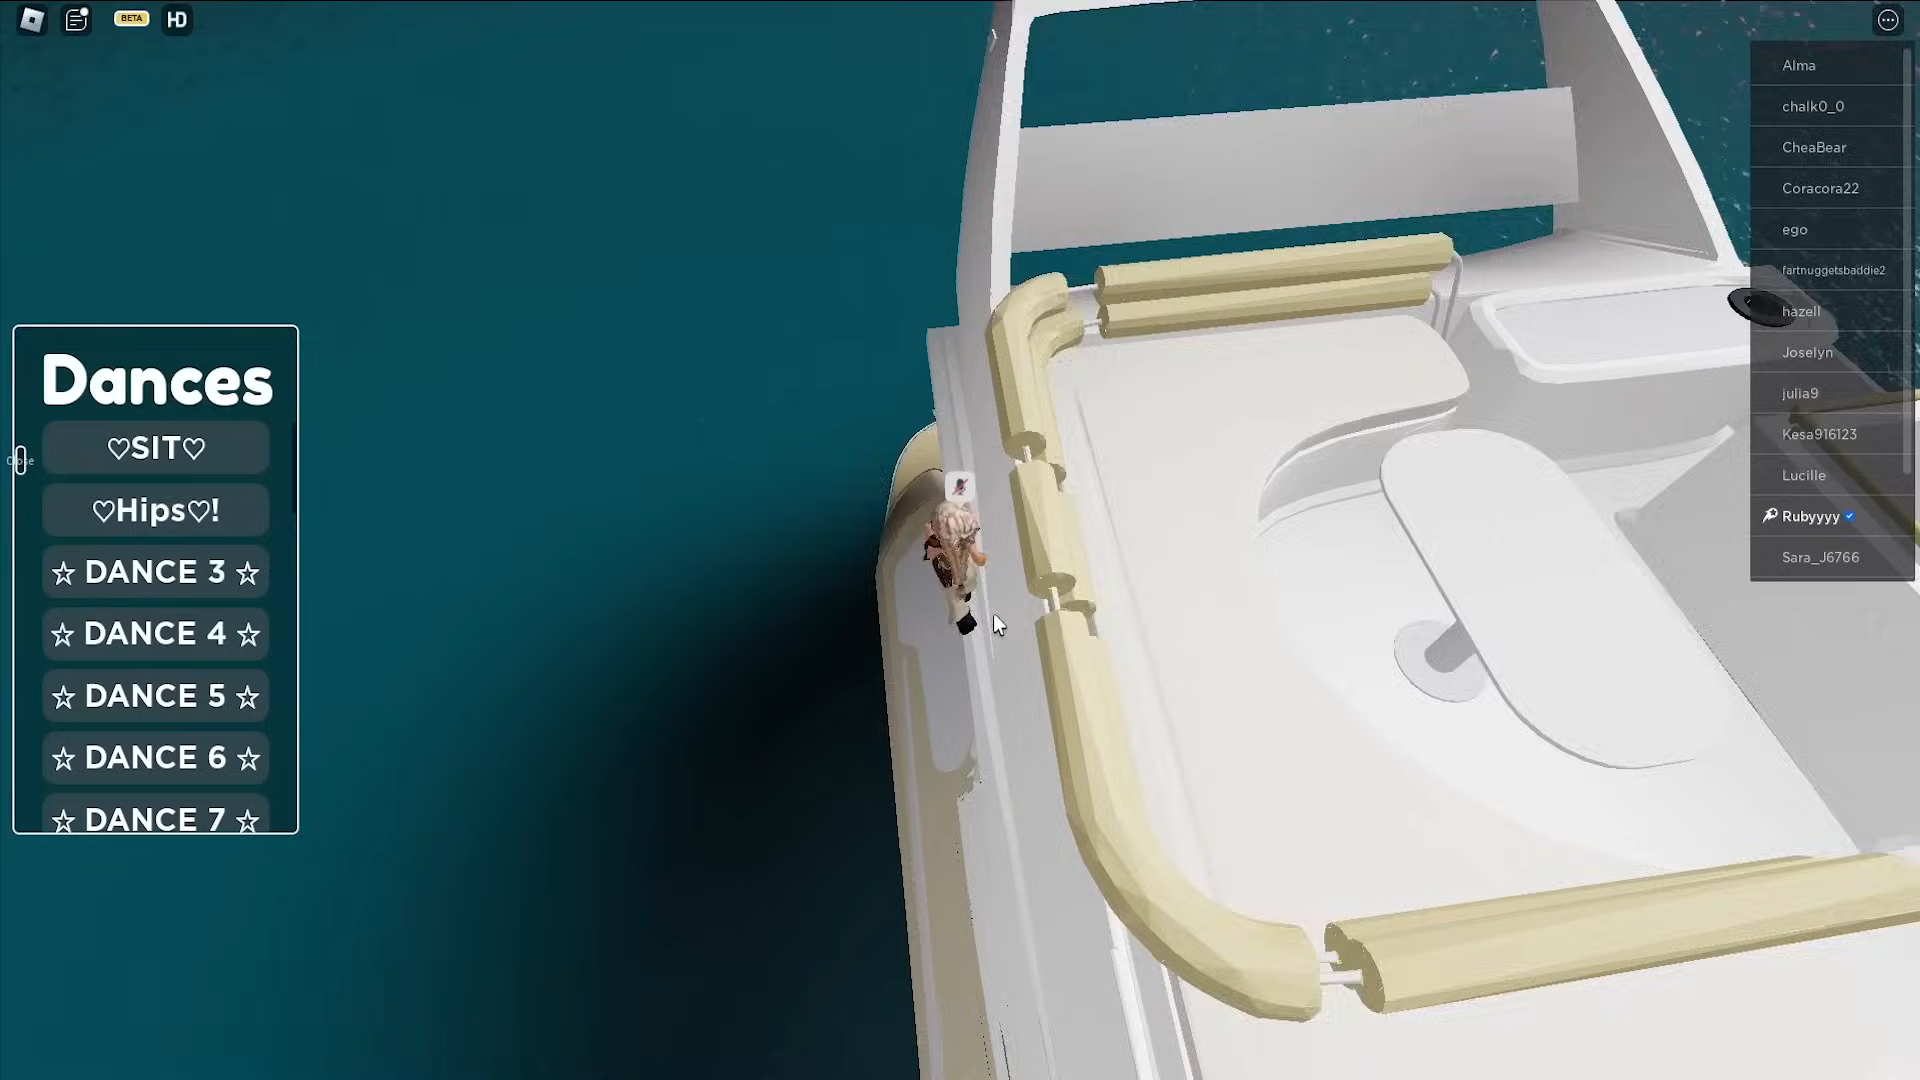 BETA
HD
Alma
chalk0_0
CheaBear
Coracora22
ego
fartnuggetsbaddie2
hazell
Joselyn
julia9
Kesa916123
Lucille
Rubyyyy
Sara_J6766
Dances
♡SIT♡
Close
♡Hips♡!
☆ DANCE 3 ☆
☆ DANCE 4 ☆
☆ DANCE 5 ☆
☆ DANCE 6 ☆
☆ DANCE 7 ☆